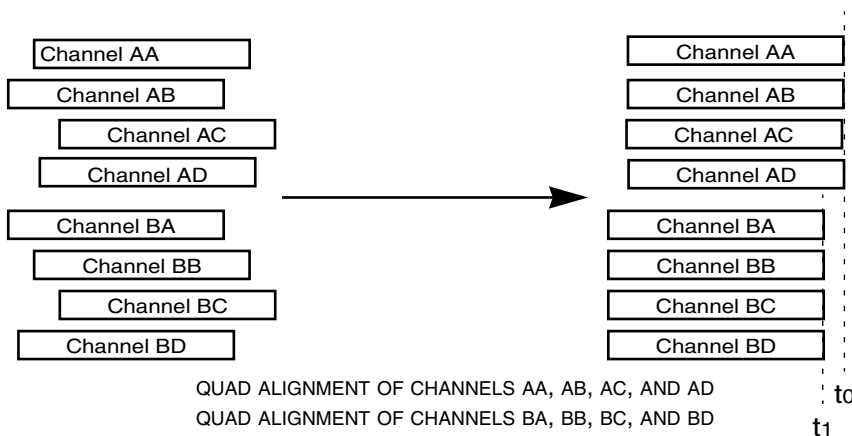 Channel AA
Channel AB
Channel AC
Channel AD
Channel BA
Channel BB
Channel BC
Channel BD
Channel AA
Channel AB
Channel AC
Channel AD
Channel BA
Channel BB
Channel BC
Channel BD
QUAD ALIGNMENT OF CHANNELS AA, AB, AC, AND AD
QUAD ALIGNMENT OF CHANNELS BA, BB, BC, AND BD
t0
t1